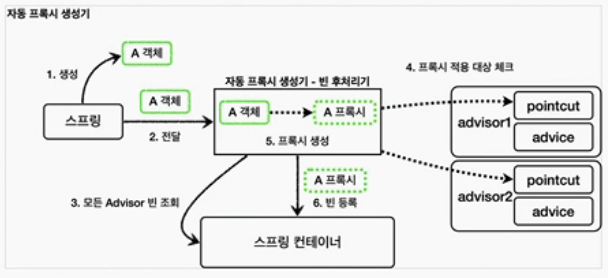 자동 프록시 생성기
A 객체
1. 생성
4. 프록시 적용 대상 체크
자동 프록시 생성기 - 빈 후처리기
A 객체
스프링
2. 전달
A 객체
A 프록시
5. 프록시 생성
advisor1
pointcut
advice
advisor2
pointcut
advice
3. 모든 Advisor 빈 조회
A 프록시
6. 빈 등록
스프링 컨테이너